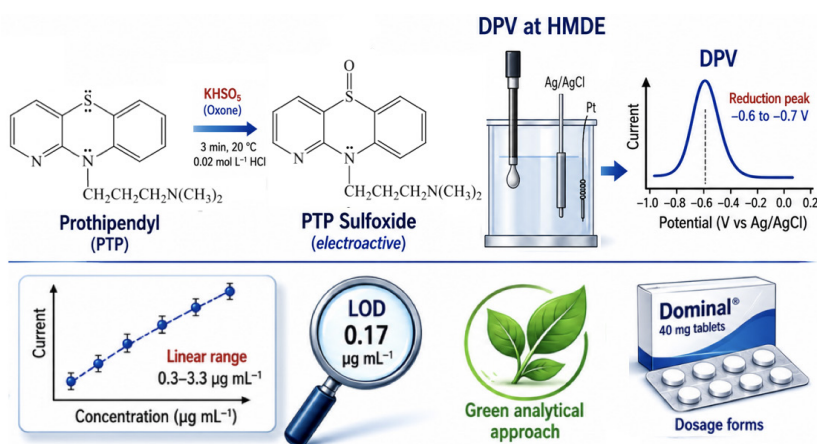 DPV at HMDE
O
S
N
N
CH₂CH₂CH₂N(CH₃)₂
Prothipendyl
(PTP)
KHSO₅
(Oxone)
3 min, 20 °C
0.02 mol L⁻¹ HCl
S
N
N
CH₂CH₂CH₂N(CH₃)₂
PTP Sulfoxide
(electroactive)
Ag/AgCl
Pt
DPV
Current
Reduction peak
−0.6 to −0.7 V
−1.0 −0.8 −0.6 −0.4 −0.2 0.0 0.2
Potential (V vs Ag/AgCl)
Current
Linear range
0.3–3.3 µg mL⁻¹
Concentration (µg mL⁻¹)
LOD
0.17
µg mL⁻¹
Green analytical
approach
Dominal®
40 mg tablets
Dosage forms